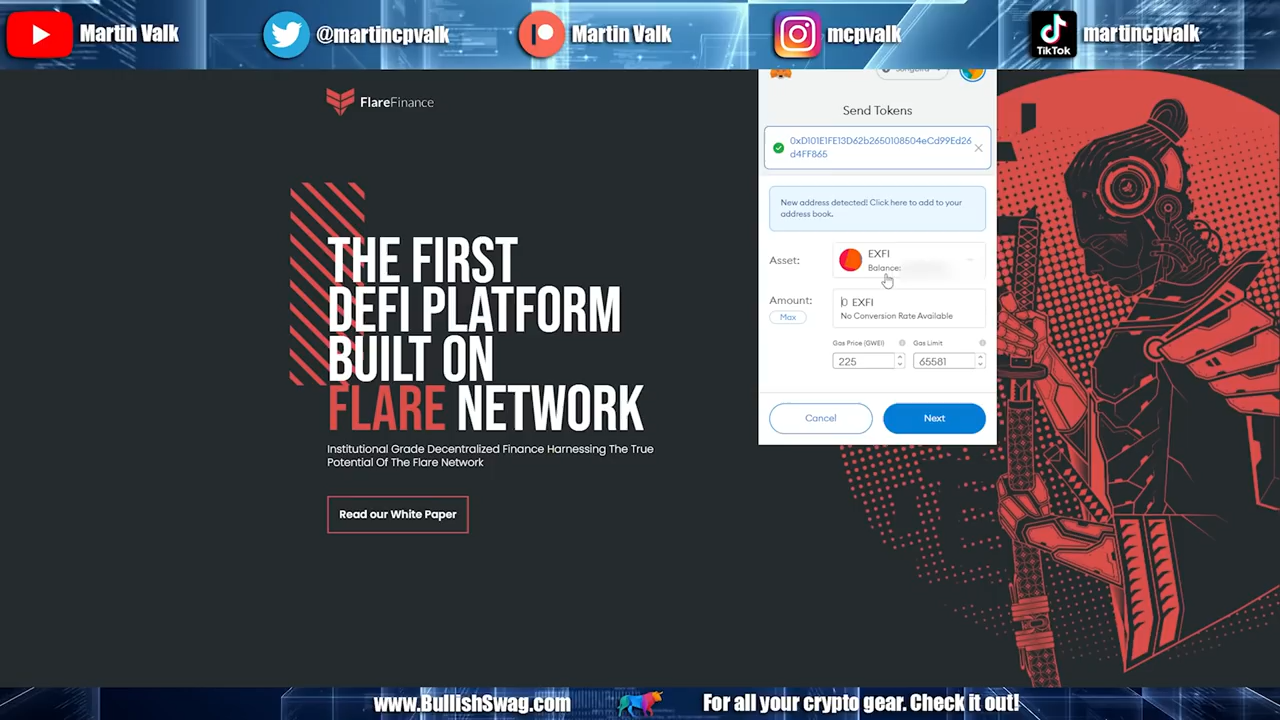 Martin Valk
@martincpvalk
Martin Valk
mcpvalk
TikTok
martincpvalk
FlareFinance
THE FIRST
DEFI PLATFORM
BUILT ON
FLARE NETWORK
Institutional Grade Decentralized Finance Harnessing The True
Potential Of The Flare Network
Read our White Paper
Send Tokens
0xD101E1FE13D62b2650108504eCd99Ed26
d4FF865
New address detected! Click here to add to your
address book.
Asset:
EXFI
Balance:
Amount:
Max
0 EXFI
No Conversion Rate Available
Gas Price (GWEI)
Gas Limit
225
65581
Cancel
Next
www.BullishSwag.com
For all your crypto gear. Check it out!